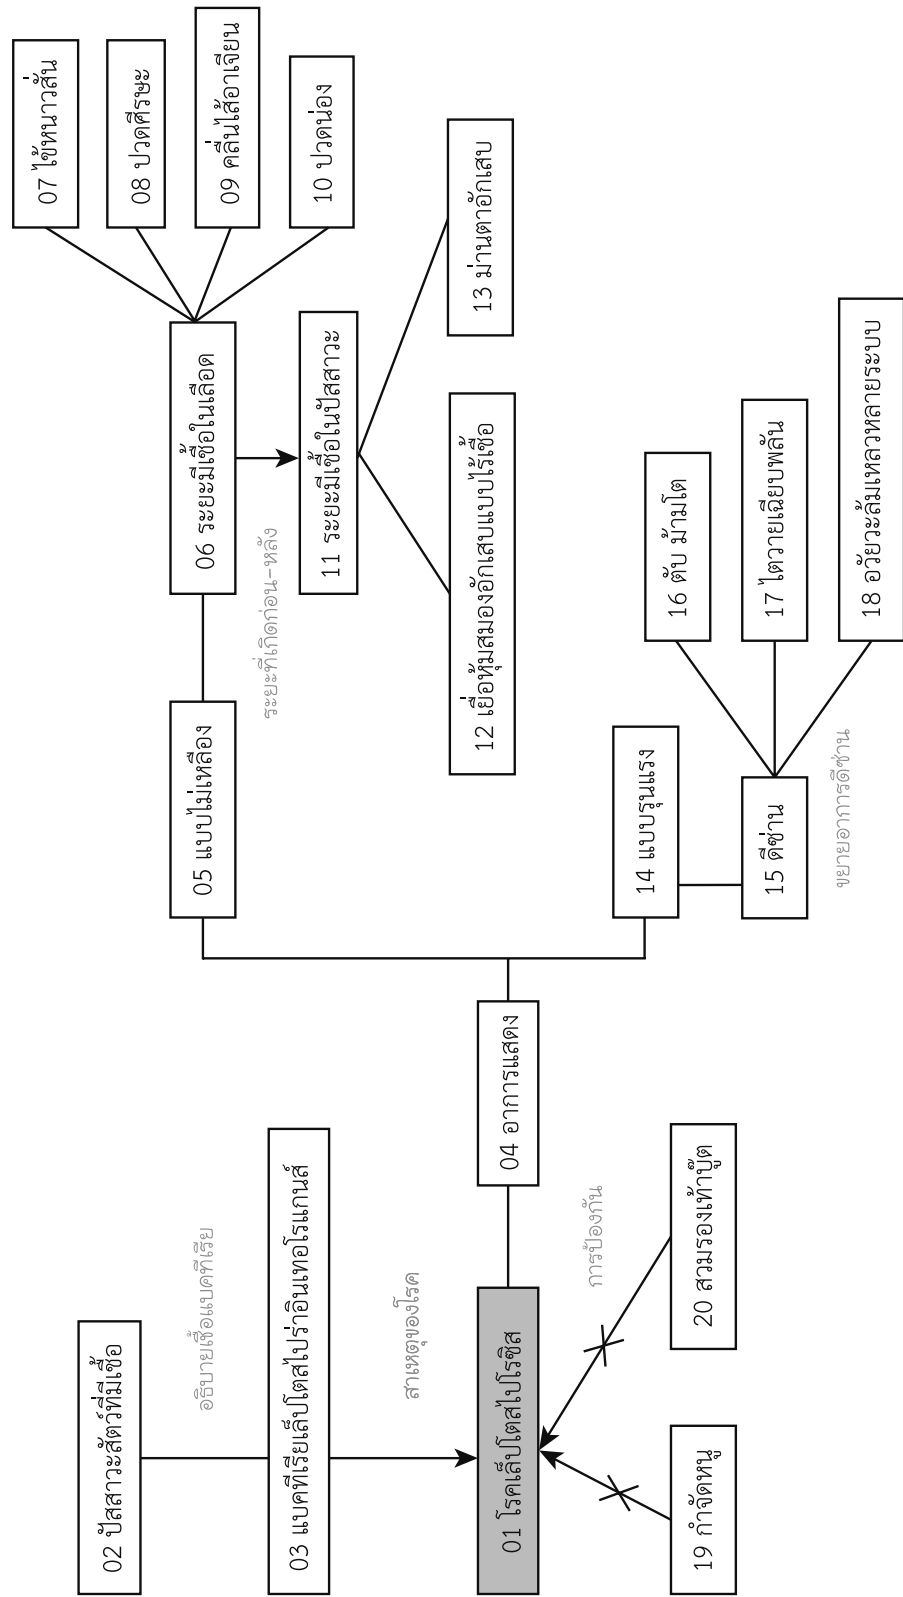 01 โรคเล็ปโตสไปโรซิส
02 ปัสสาวะสัตว์ที่มีเชื้อ
อธิบายเชื้อแบคทีเรีย
03 แบคทีเรียเล็ปโตสไปร่าอินเทอโรแกนส์
สาเหตุของโรค
04 อาการแสดง
05 แบบไม่เหลือง
06 ระยะมีเชื้อในเลือด
07 ไข้หนาวสั่น
08 ปวดศีรษะ
09 คลื่นไส้อาเจียน
10 ปวดน่อง
ระยะที่เกิดก่อน-หลัง
11 ระยะมีเชื้อในปัสสาวะ
12 เยื่อหุ้มสมองอักเสบแบบไร้เชื้อ
13 ม่านตาอักเสบ
14 แบบรุนแรง
15 ดีซ่าน
ขยายอาการดีซ่าน
16 ตับ ม้ามโต
17 ไตวายเฉียบพลัน
18 อวัยวะล้มเหลวหลายระบบ
การป้องกัน
19 กำจัดหนู
20 สวมรองเท้าบู๊ต